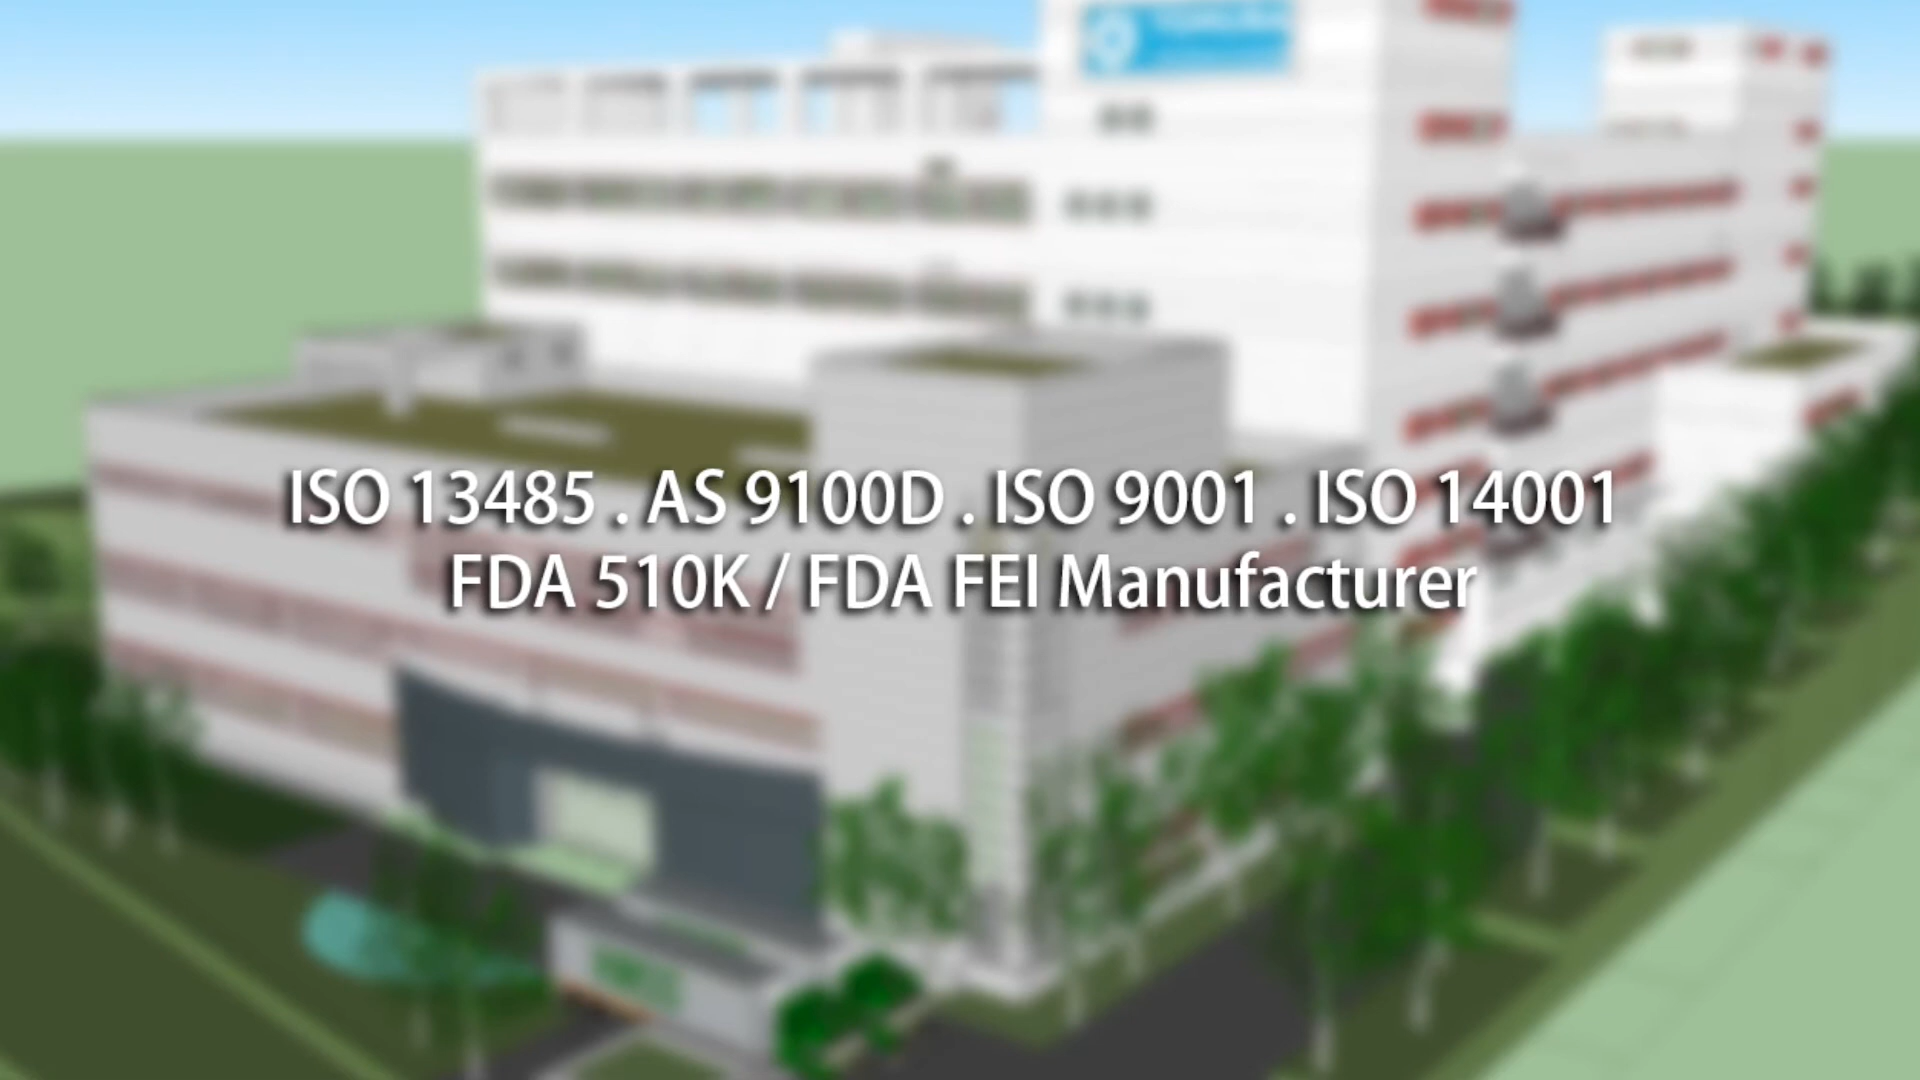 ISO 13485 . AS 9100D . ISO 9001 . ISO 14001
FDA 510K / FDA FEI Manufacturer